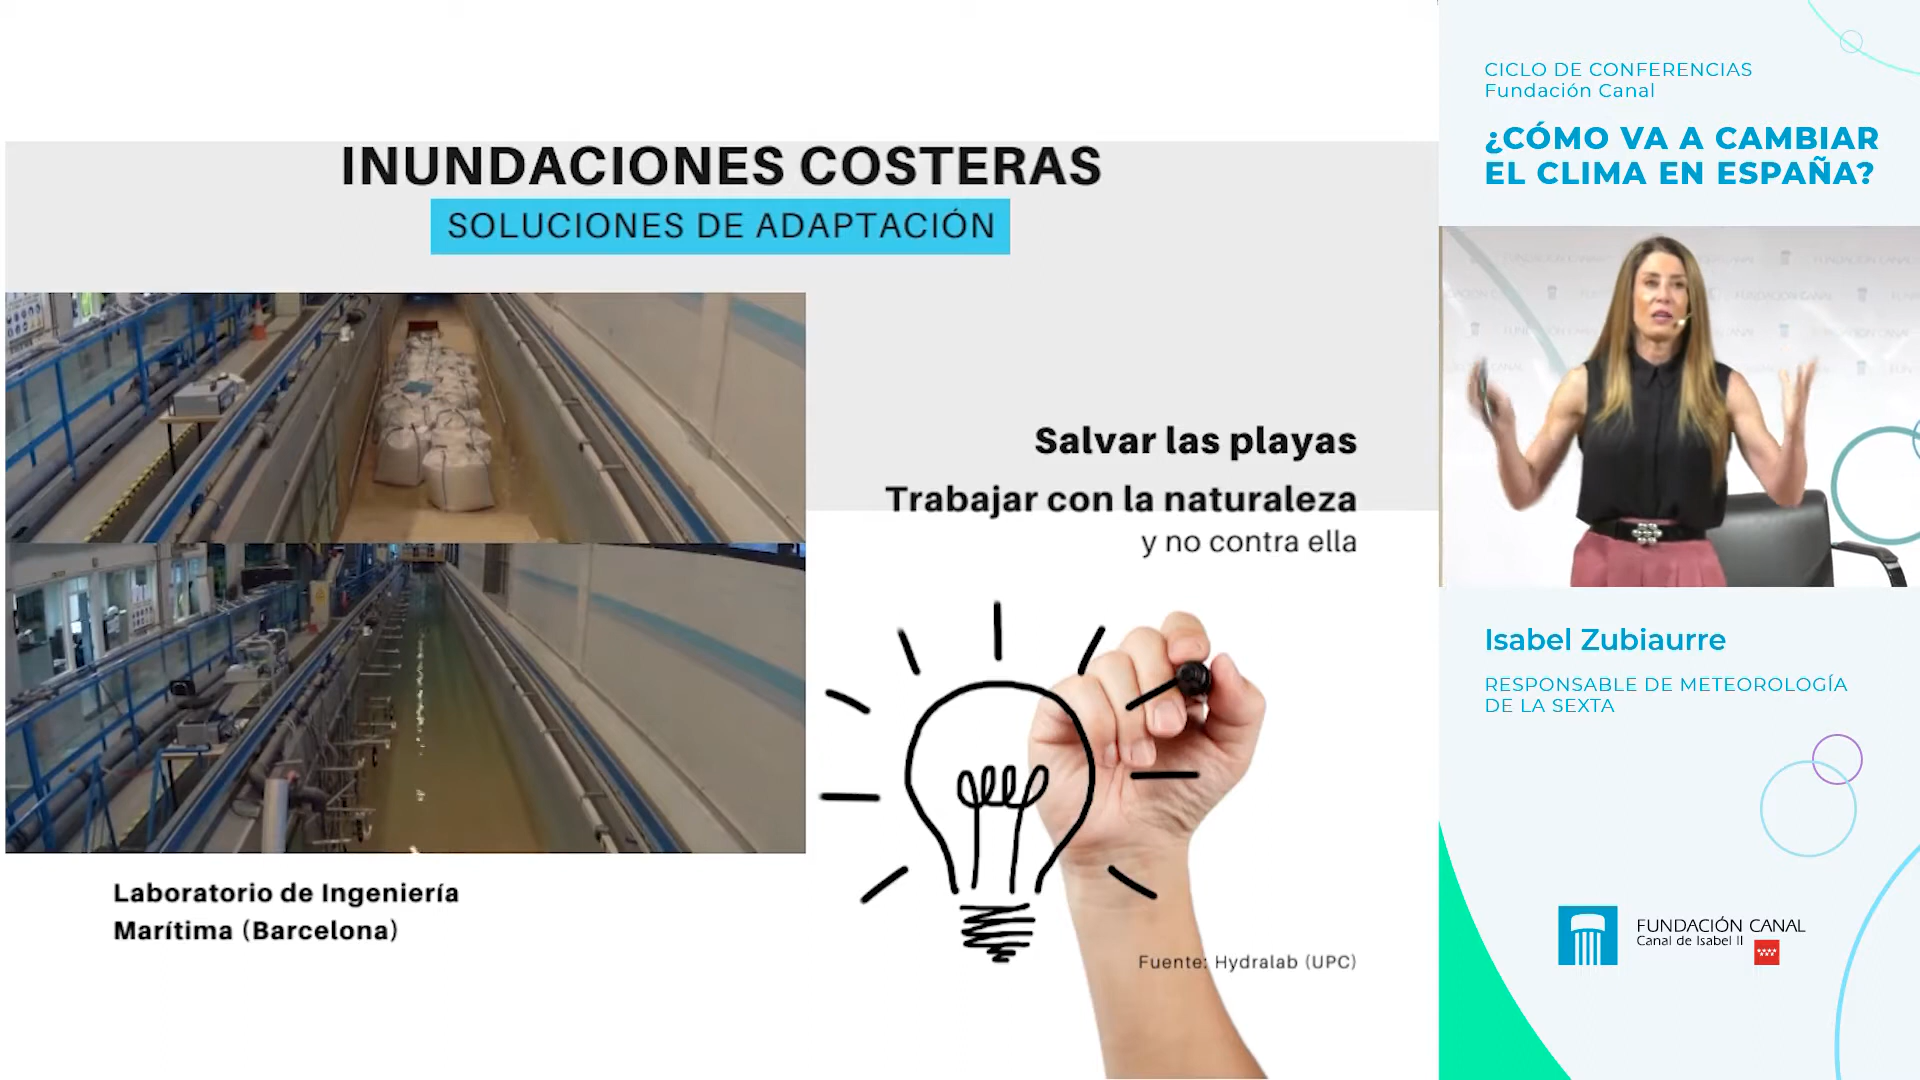 INUNDACIONES COSTERAS
SOLUCIONES DE ADAPTACIÓN
Salvar las playas
Trabajar con la naturaleza
y no contra ella
Laboratorio de Ingeniería
Marítima (Barcelona)
Fuente: Hydralab (UPC)
CICLO DE CONFERENCIAS
Fundación Canal
¿CÓMO VA A CAMBIAR
EL CLIMA EN ESPAÑA?
FUNDACIÓN CANAL
Isabel Zubiaurre
RESPONSABLE DE METEOROLOGÍA
DE LA SEXTA
FUNDACIÓN CANAL
Canal de Isabel II